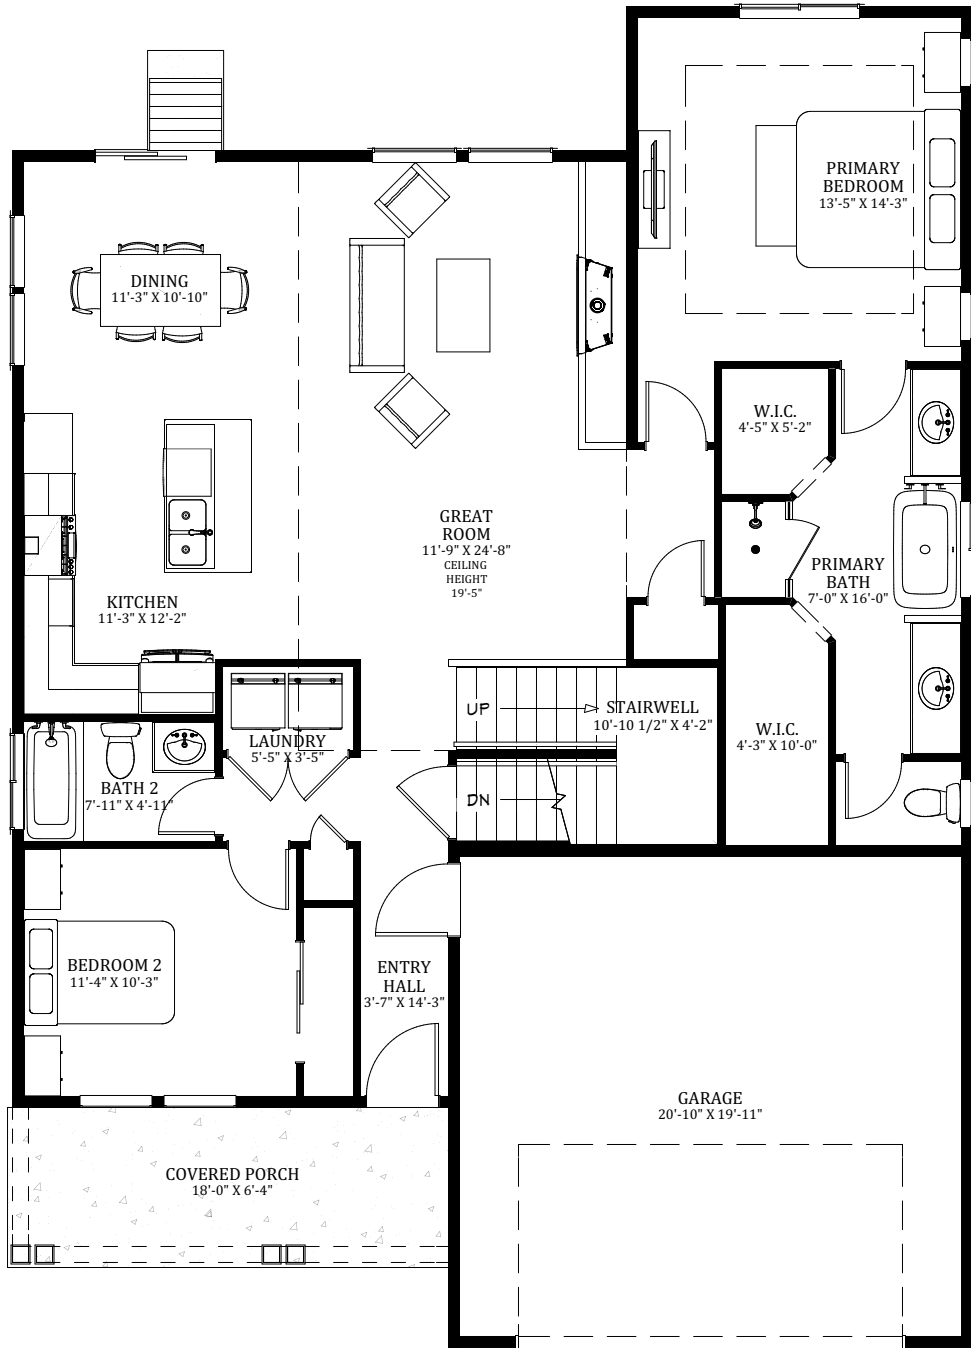 PRIMARY
BEDROOM
13'-5" X 14'-3"
DINING
11'-3" X 10'-10"
W.I.C.
4'-5" X 5'-2"
GREAT
ROOM
11'-9" X 24'-8"
CEILING
HEIGHT
19'-5"
PRIMARY
BATH
7'-0" X 16'-0"
KITCHEN
11'-3" X 12'-2"
UP
STAIRWELL
10'-10 1/2" X 4'-2"
W.I.C.
4'-3" X 10'-0"
LAUNDRY
5'-5" X 3'-5"
BATH 2
7'-11" X 4'-11"
DN
BEDROOM 2
11'-4" X 10'-3"
ENTRY
HALL
3'-7" X 14'-3"
GARAGE
20'-10" X 19'-11"
COVERED PORCH
18'-0" X 6'-4"